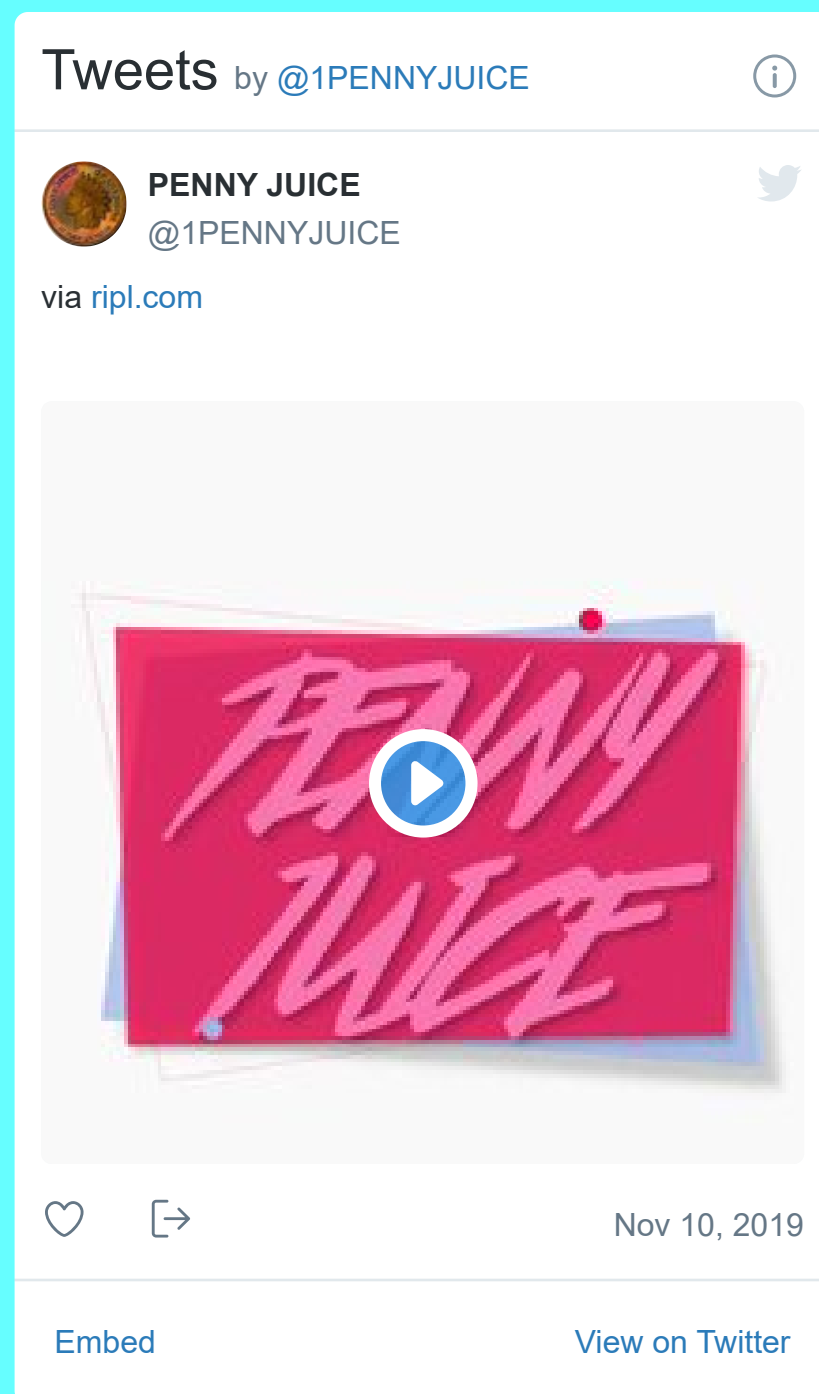 Tweets by @1PENNYJUICE
PENNY JUICE
@1PENNYJUICE
via ripl.com
PENNY
JUICE
Nov 10, 2019
Embed
View on Twitter